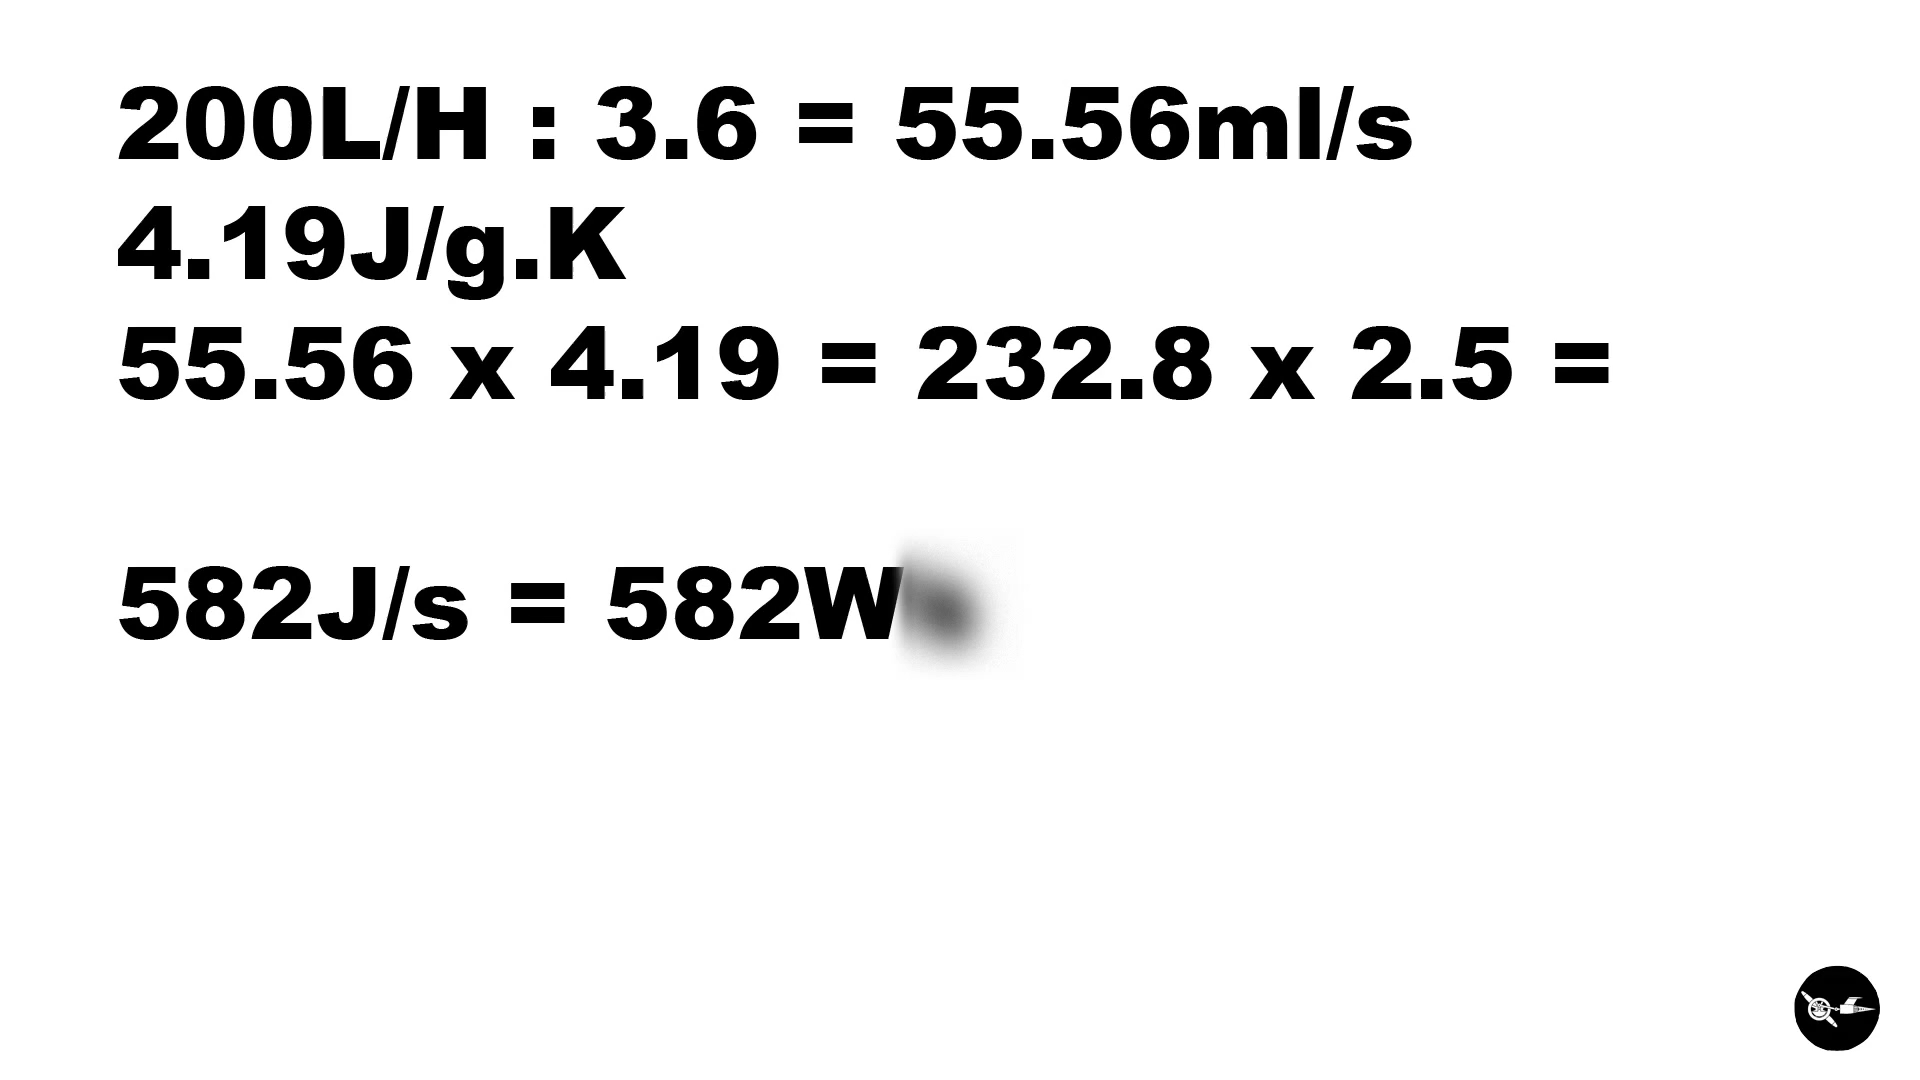 200L/H : 3.6 = 55.56ml/s
4.19J/g.K
55.56 x 4.19 = 232.8 x 2.5 =
582J/s = 582W